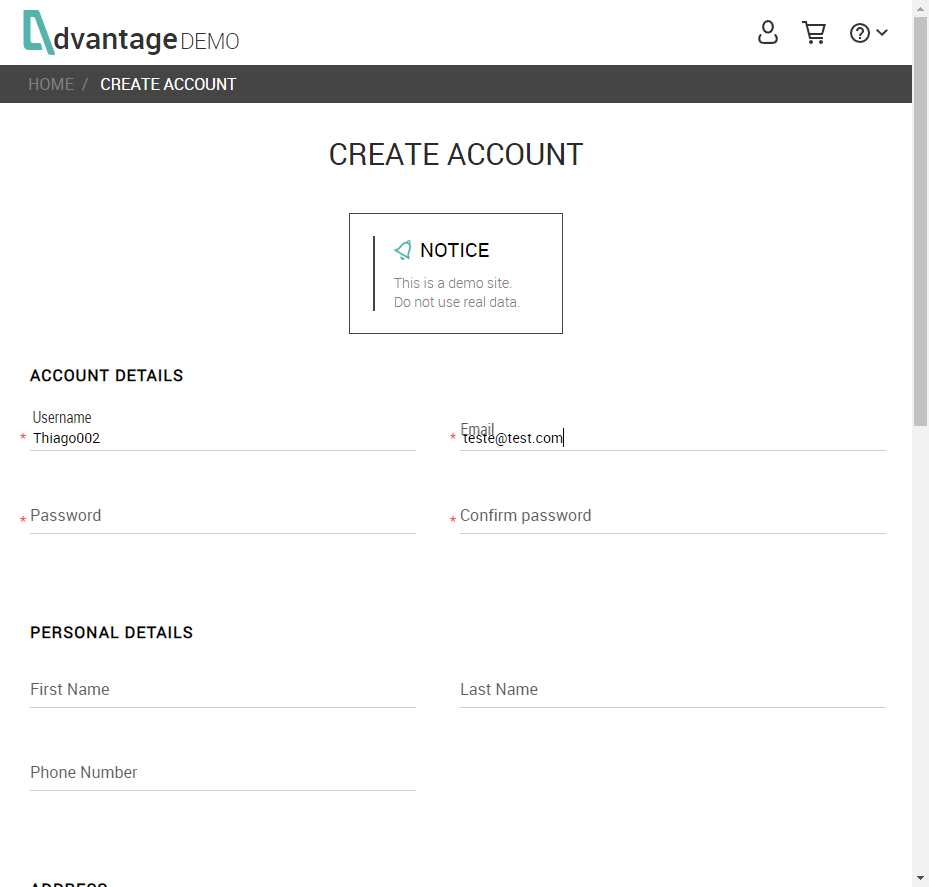 dvantage DEMO
HOME / CREATE ACCOUNT
CREATE ACCOUNT
NOTICE
This is a demo site.
Do not use real data.
ACCOUNT DETAILS
Username
* Thiago002
Email
* teste@test.com
* Password
* Confirm password
PERSONAL DETAILS
First Name
Last Name
Phone Number
ADDRESS